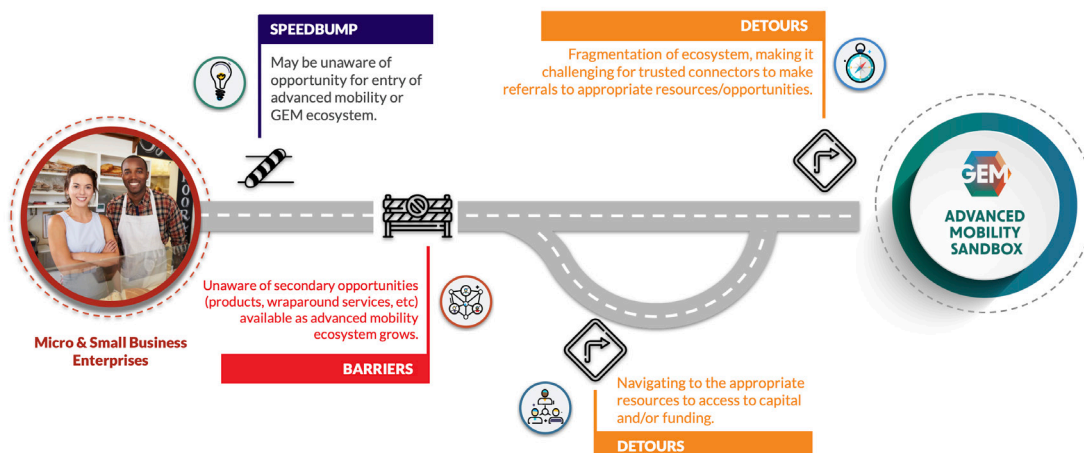 SPEEDBUMP
May be unaware of
opportunity for entry of
advanced mobility or
GEM ecosystem.
DETOURS
Fragmentation of ecosystem, making it
challenging for trusted connectors to make
referrals to appropriate resources/opportunities.
GEM
ADVANCED
MOBILITY
SANDBOX
Micro & Small Business
Enterprises
Unaware of secondary opportunities
(products, wraparound services, etc)
available as advanced mobility
ecosystem grows.
BARRIERS
Navigating to the appropriate
resources to access to capital
and/or funding.
DETOURS